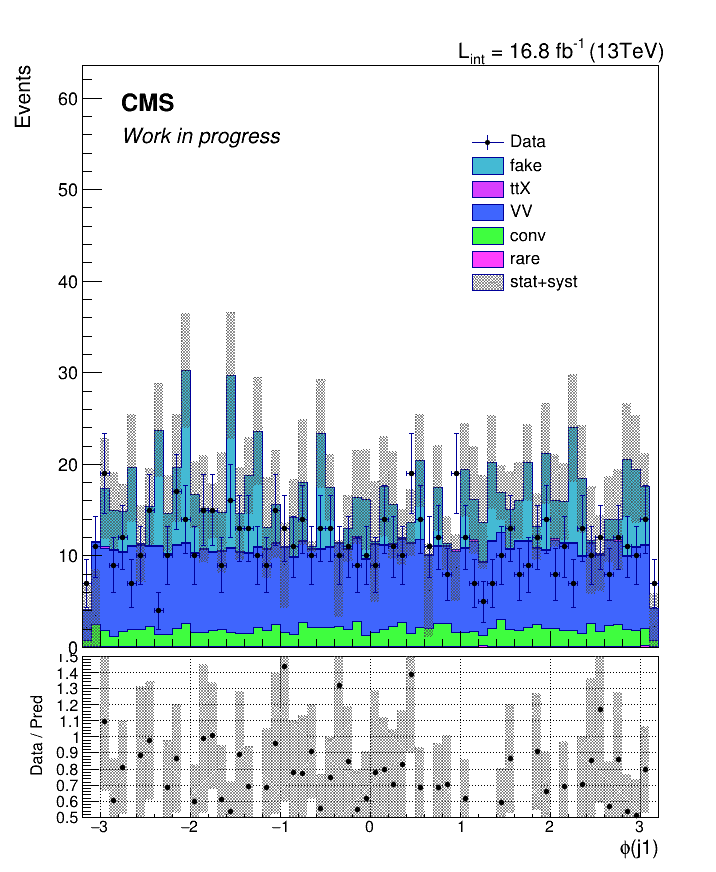 L_int = 16.8 fb^-1 (13TeV)
Events
CMS
Work in progress
Data
fake
ttX
VV
conv
rare
stat+syst
60
50
40
30
20
10
0
Data / Pred
1.5
1.4
1.3
1.2
1.1
1
0.9
0.8
0.7
0.6
0.5
−3 −2 −1 0 1 2 3
ϕ(j1)